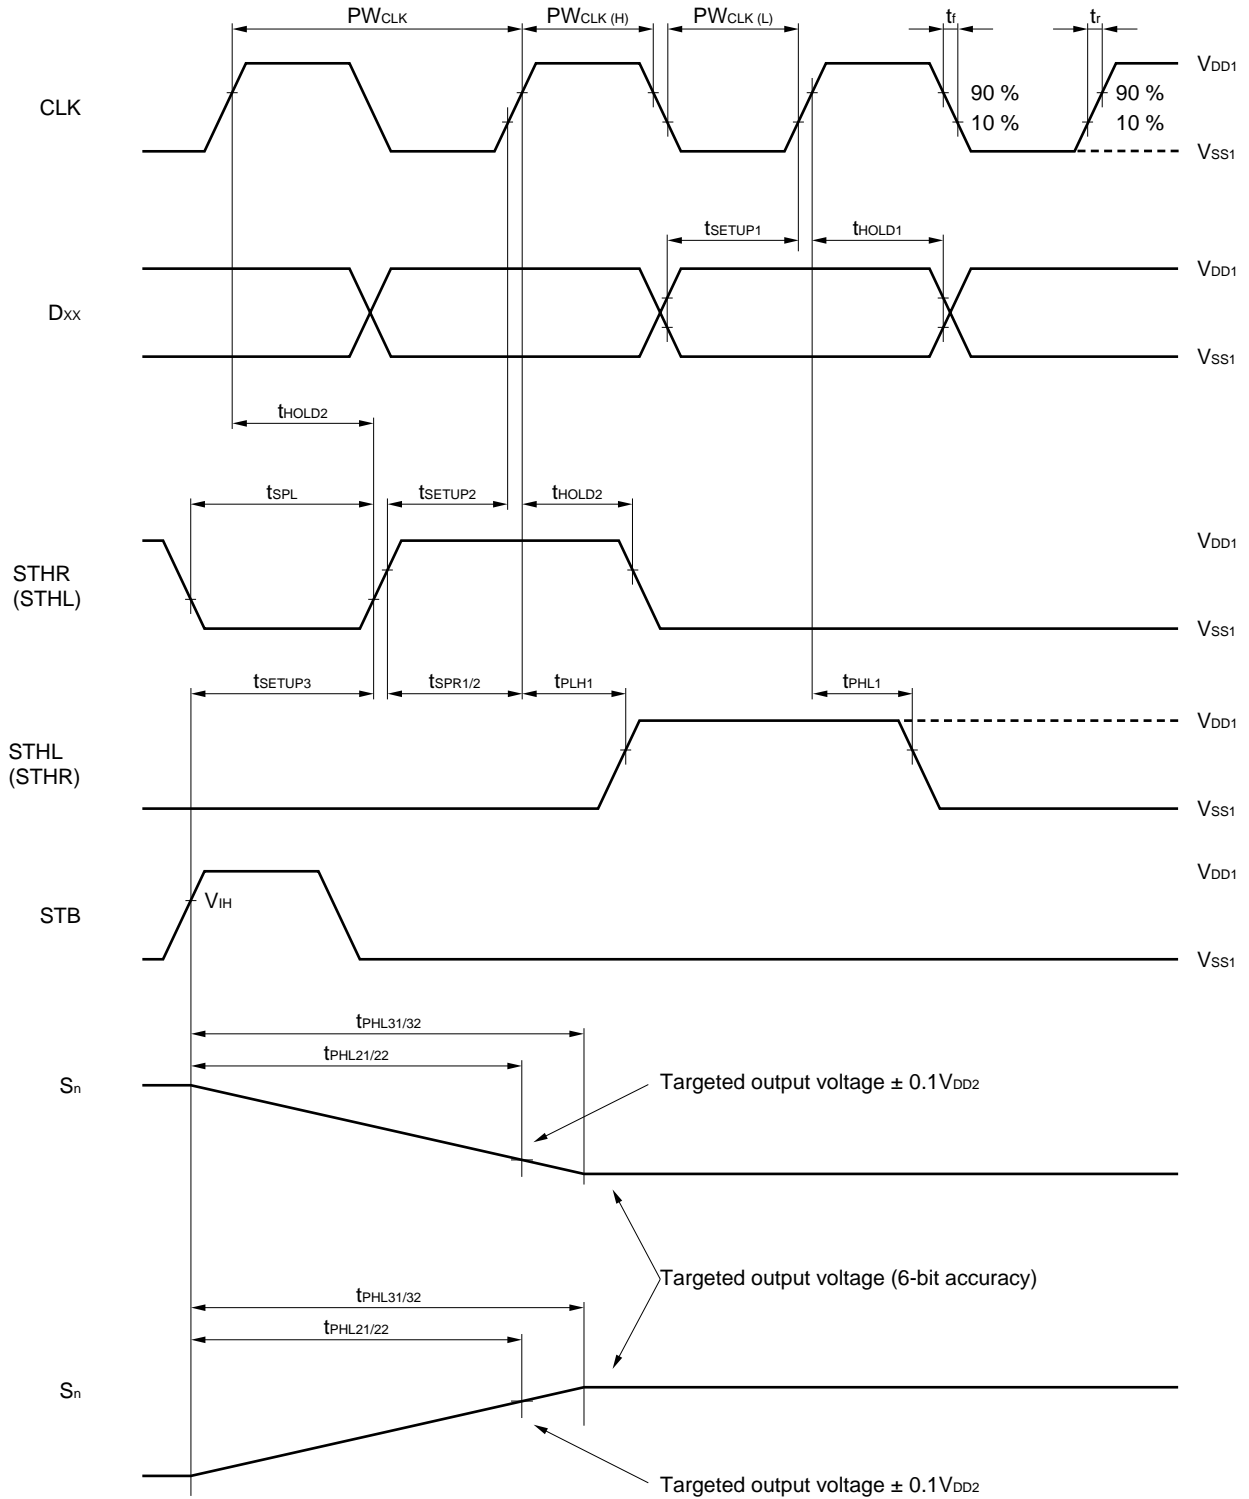 PWCLK PWCLK (H) PWCLK (L) tf tr
VDD1
CLK
90 % 90 %
10 % 10 %
VSS1
tSETUP1 tHOLD1
VDD1
DXX
VSS1
tHOLD2
tSPL tSETUP2 tHOLD2
VDD1
STHR
(STHL)
VSS1
tSETUP3 tSPR1/2 tPLH1 tPHL1
VDD1
STHL
(STHR)
VSS1
VDD1
VIH
STB
VSS1
tPHL31/32
tPHL21/22
Sn
Targeted output voltage ± 0.1VDD2
Targeted output voltage (6-bit accuracy)
tPHL31/32
tPHL21/22
Sn
Targeted output voltage ± 0.1VDD2